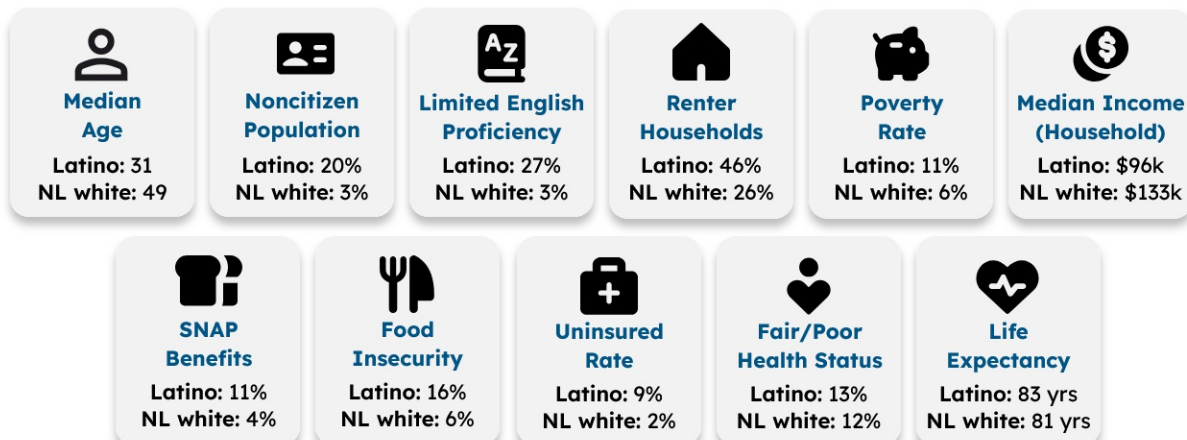 Median
Age
Latino: 31
NL white: 49
Noncitizen
Population
Latino: 20%
NL white: 3%
AZ
Limited English
Proficiency
Latino: 27%
NL white: 3%
Renter
Households
Latino: 46%
NL white: 26%
Poverty
Rate
Latino: 11%
NL white: 6%
$
Median Income
(Household)
Latino: $96k
NL white: $133k
SNAP
Benefits
Latino: 11%
NL white: 4%
Food
Insecurity
Latino: 16%
NL white: 6%
Uninsured
Rate
Latino: 9%
NL white: 2%
Fair/Poor
Health Status
Latino: 13%
NL white: 12%
Life
Expectancy
Latino: 83 yrs
NL white: 81 yrs